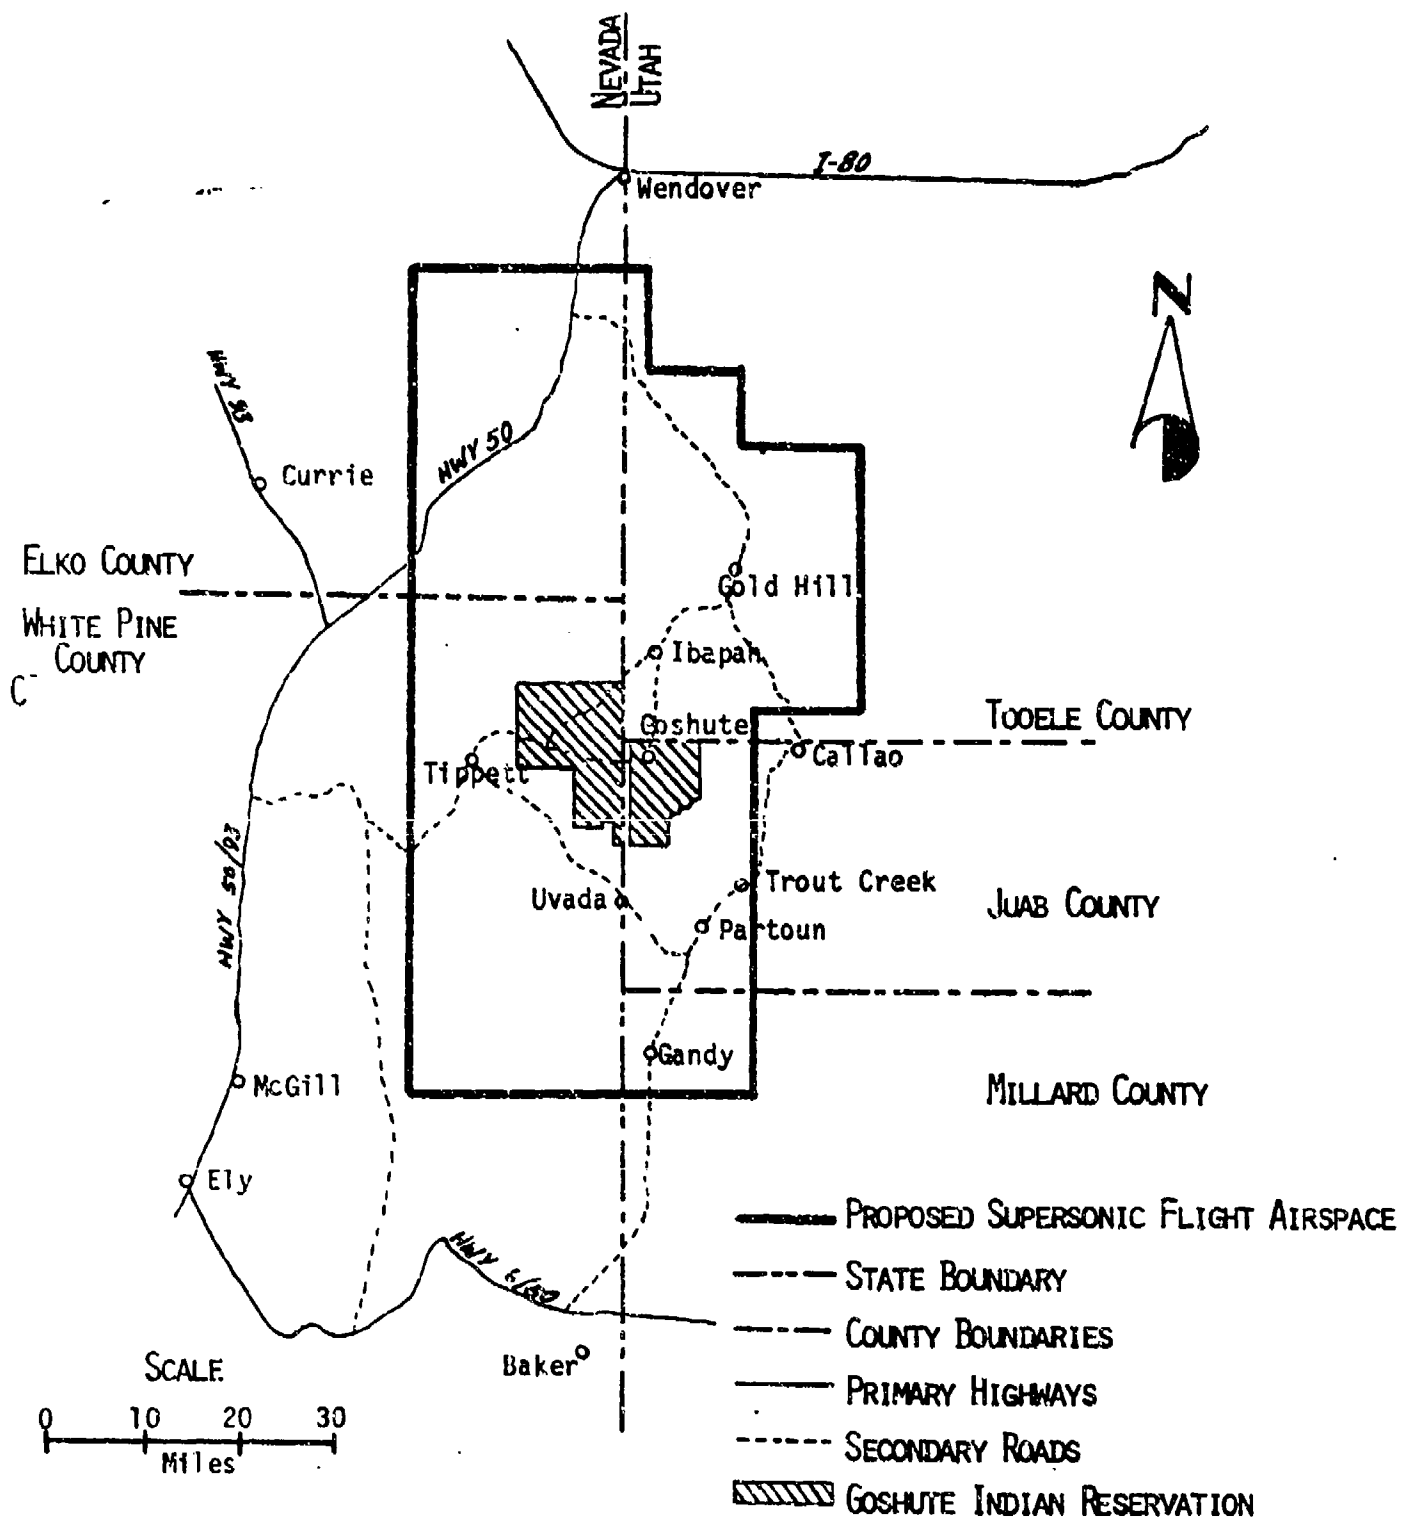 NEVADA
UTAH
I-80
Wendover
N
HWY 93
HWY 50
Currie
ELKO COUNTY
Gold Hill
WHITE PINE
COUNTY
Ibapah
C
Goshute
TOOELE COUNTY
Tippett
Callao
HWY 50/93
Trout Creek
Uvada
JUAB COUNTY
Partoun
Gandy
McGill
MILLARD COUNTY
Ely
PROPOSED SUPERSONIC FLIGHT AIRSPACE
HWY 6/50
STATE BOUNDARY
COUNTY BOUNDARIES
Baker
SCALE
PRIMARY HIGHWAYS
0 10 20 30
Miles
SECONDARY ROADS
GOSHUTE INDIAN RESERVATION